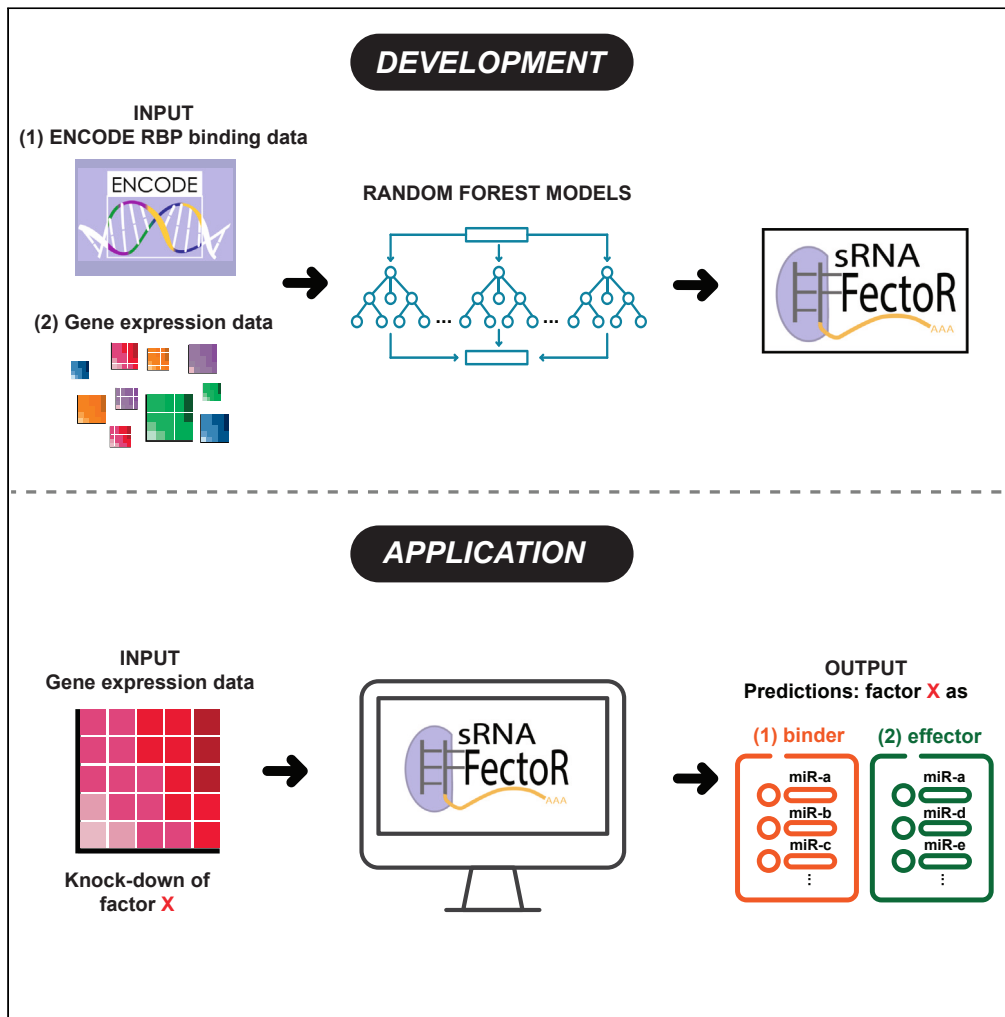 DEVELOPMENT
INPUT
(1) ENCODE RBP binding data
ENCODE
(2) Gene expression data
RANDOM FOREST MODELS
... ...
sRNA
FectoR
AAA
APPLICATION
INPUT
Gene expression data
Knock-down of
factor X
sRNA
FectoR
AAA
OUTPUT
Predictions: factor X as
(1) binder
miR-a
miR-b
miR-c
⋮
(2) effector
miR-a
miR-d
miR-e
⋮